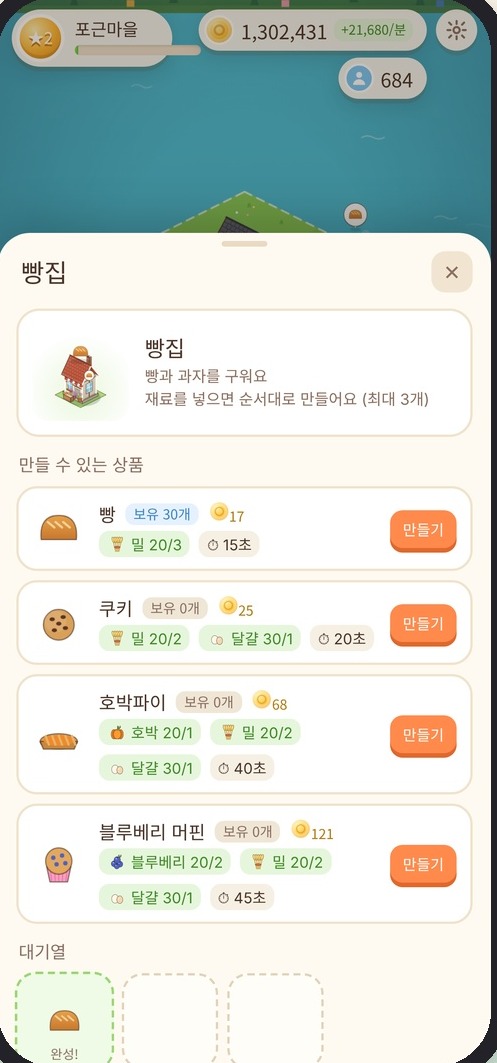 ★2
포근마을
1,302,431 +21,680/분
684
빵집
빵집
빵과 과자를 구워요
재료를 넣으면 순서대로 만들어요 (최대 3개)
만들 수 있는 상품
빵 보유 30개 17
밀 20/3 15초
만들기
쿠키 보유 0개 25
밀 20/2 달걀 30/1 20초
만들기
호박파이 보유 0개 68
호박 20/1 밀 20/2
달걀 30/1 40초
만들기
블루베리 머핀 보유 0개 121
블루베리 20/2 밀 20/2
달걀 30/1 45초
만들기
대기열
완성!